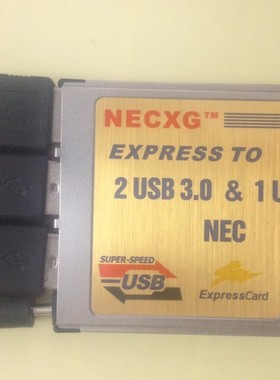 NECXG™
EXPRESS TO
2 USB 3.0 & 1 U
NEC
SUPER-SPEED
USB
ExpressCard